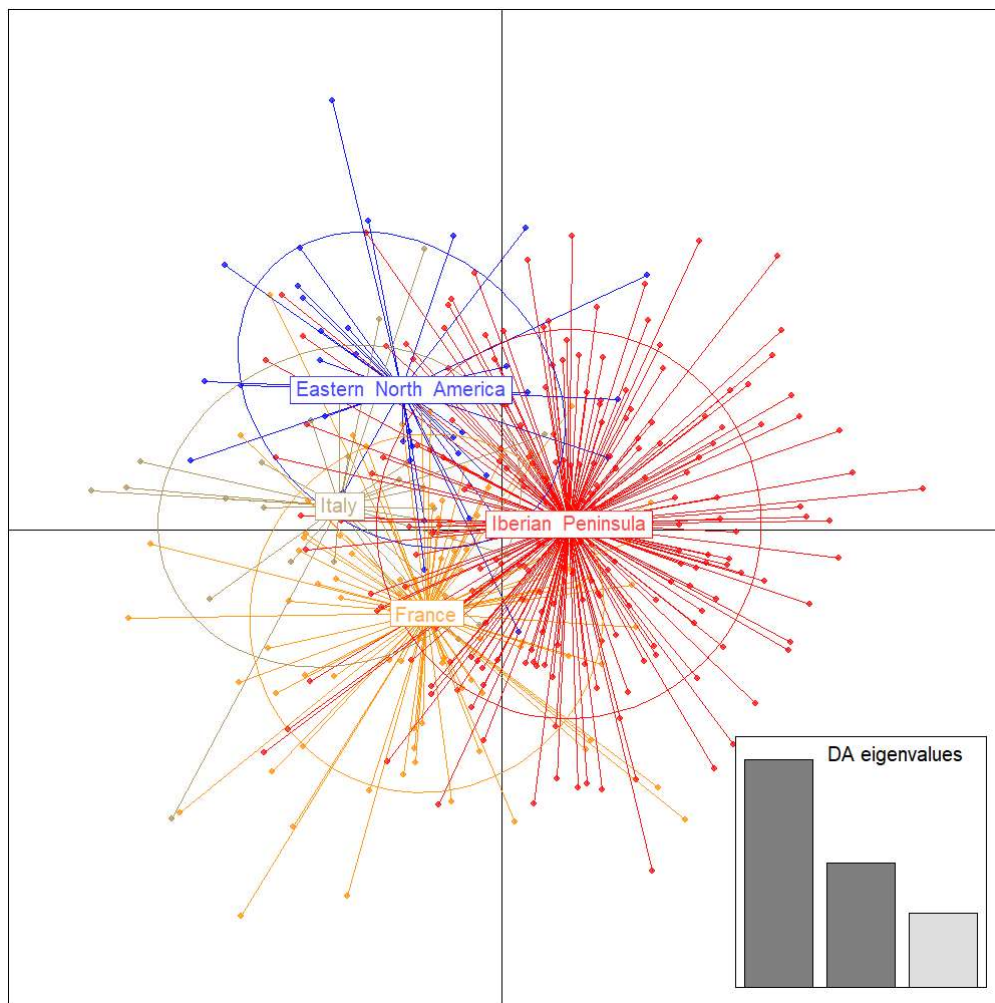 Eastern North America
Italy
Iberian Peninsula
France
DA eigenvalues